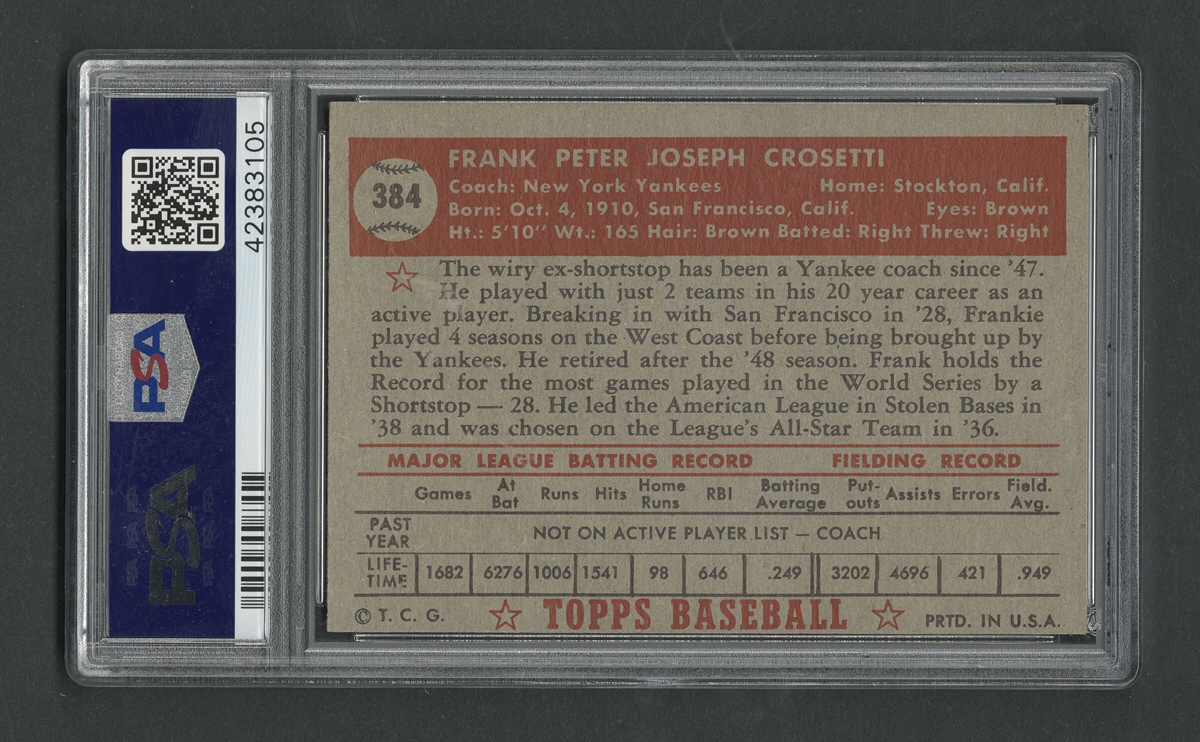 42383105
PSA
PSA
384
FRANK PETER JOSEPH CROSETTI
Coach: New York Yankees Home: Stockton, Calif.
Born: Oct. 4, 1910, San Francisco, Calif. Eyes: Brown
Ht.: 5'10" Wt.: 165 Hair: Brown Batted: Right Threw: Right
The wiry ex-shortstop has been a Yankee coach since '47.
He played with just 2 teams in his 20 year career as an
active player. Breaking in with San Francisco in '28, Frankie
played 4 seasons on the West Coast before being brought up by
the Yankees. He retired after the '48 season. Frank holds the
Record for the most games played in the World Series by a
Shortstop — 28. He led the American League in Stolen Bases in
'38 and was chosen on the League's All-Star Team in '36.
MAJOR LEAGUE BATTING RECORD FIELDING RECORD
Games At Bat Runs Hits Home Runs RBI Batting Average Put-outs Assists Errors Field. Avg.
PAST YEAR NOT ON ACTIVE PLAYER LIST — COACH
LIFE-TIME 1682 6276 1006 1541 98 646 .249 3202 4696 421 .949
© T. C. G. TOPPS BASEBALL PRTD. IN U.S.A.